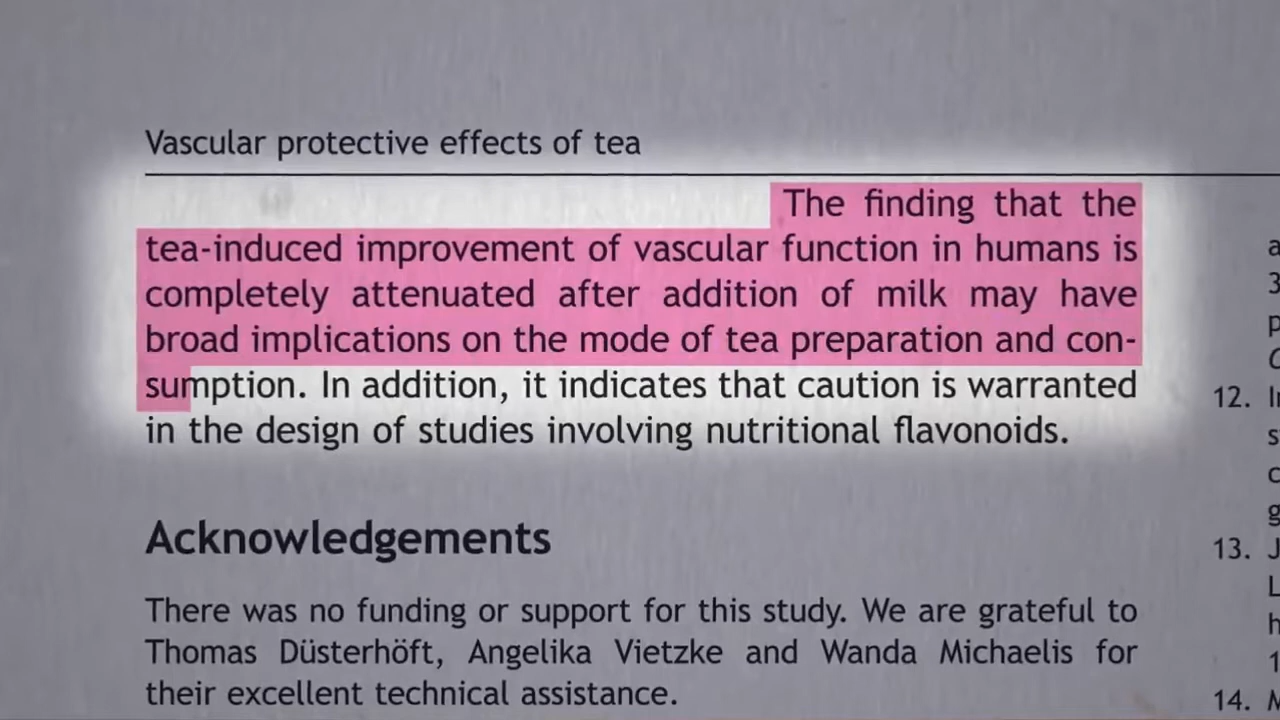 Vascular protective effects of tea
The finding that the
tea-induced improvement of vascular function in humans is
completely attenuated after addition of milk may have
broad implications on the mode of tea preparation and con-
sumption. In addition, it indicates that caution is warranted
in the design of studies involving nutritional flavonoids.
Acknowledgements
There was no funding or support for this study. We are grateful to
Thomas Düsterhöft, Angelika Vietzke and Wanda Michaelis for
their excellent technical assistance.
12.
13.
14.